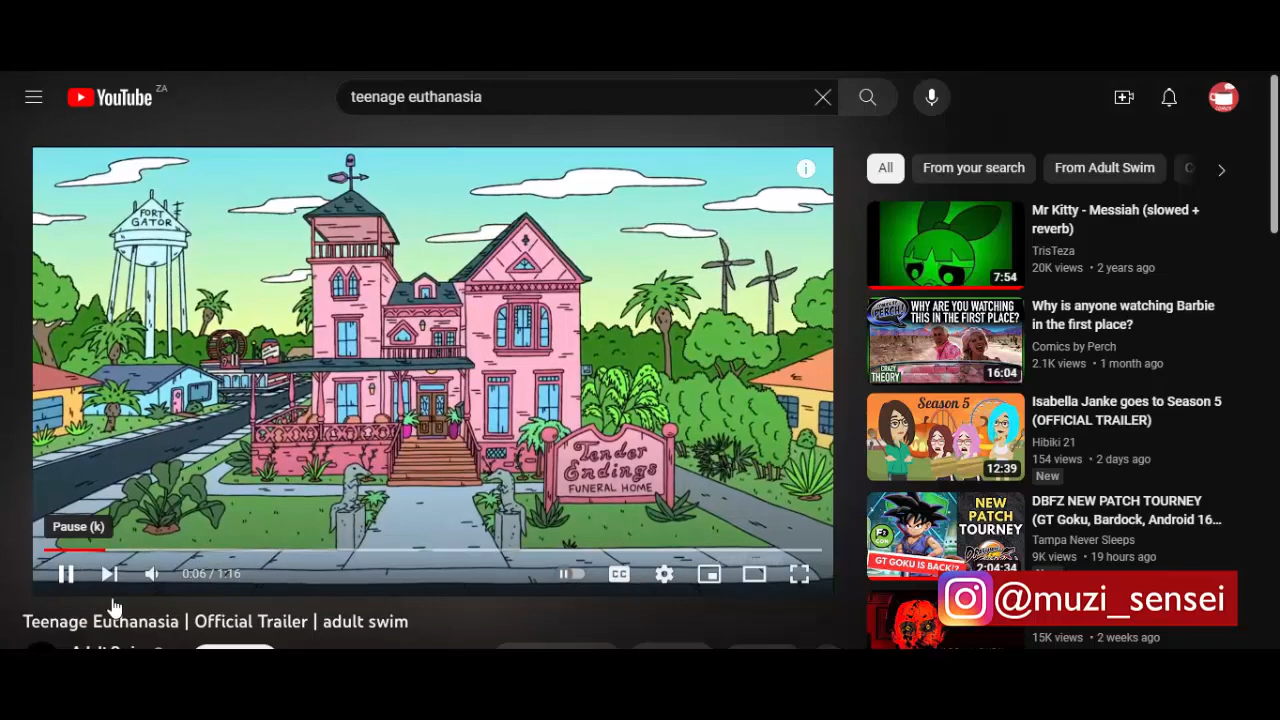 YouTube ZA
teenage euthanasia
FORT
GATOR
Tender
Endings
FUNERAL HOME
Pause (k)
0:06 / 1:16
CC
Teenage Euthanasia | Official Trailer | adult swim
All
From your search
From Adult Swim
Mr Kitty - Messiah (slowed +
reverb)
TrisTeza
20K views • 2 years ago
7:54
WHY ARE YOU WATCHING
THIS IN THE FIRST PLACE?
CRAZY
THEORY
16:04
Why is anyone watching Barbie
in the first place?
Comics by Perch
2.1K views • 1 month ago
Season 5
12:39
Isabella Janke goes to Season 5
(OFFICIAL TRAILER)
Hibiki 21
154 views • 2 days ago
New
NEW
PATCH
TOURNEY
GT GOKU IS BACK!?
2:04:34
DBFZ NEW PATCH TOURNEY
(GT Goku, Bardock, Android 16...
Tampa Never Sleeps
9K views • 19 hours ago
@muzi_sensei
15K views • 2 weeks ago